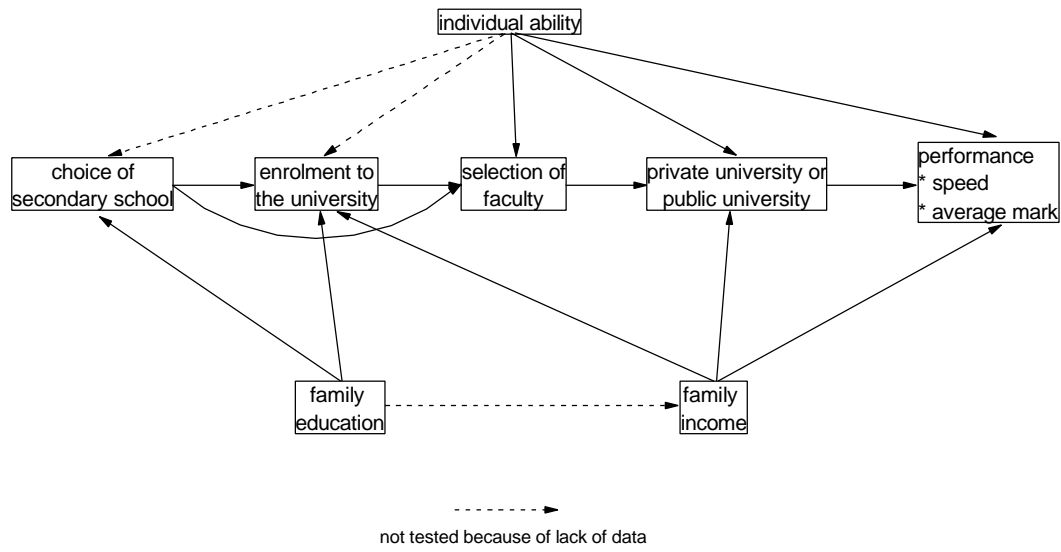 individual ability
choice of
secondary school
enrolment to
the university
selection of
faculty
private university or
public university
performance
* speed
* average mark
family
education
family
income
not tested because of lack of data